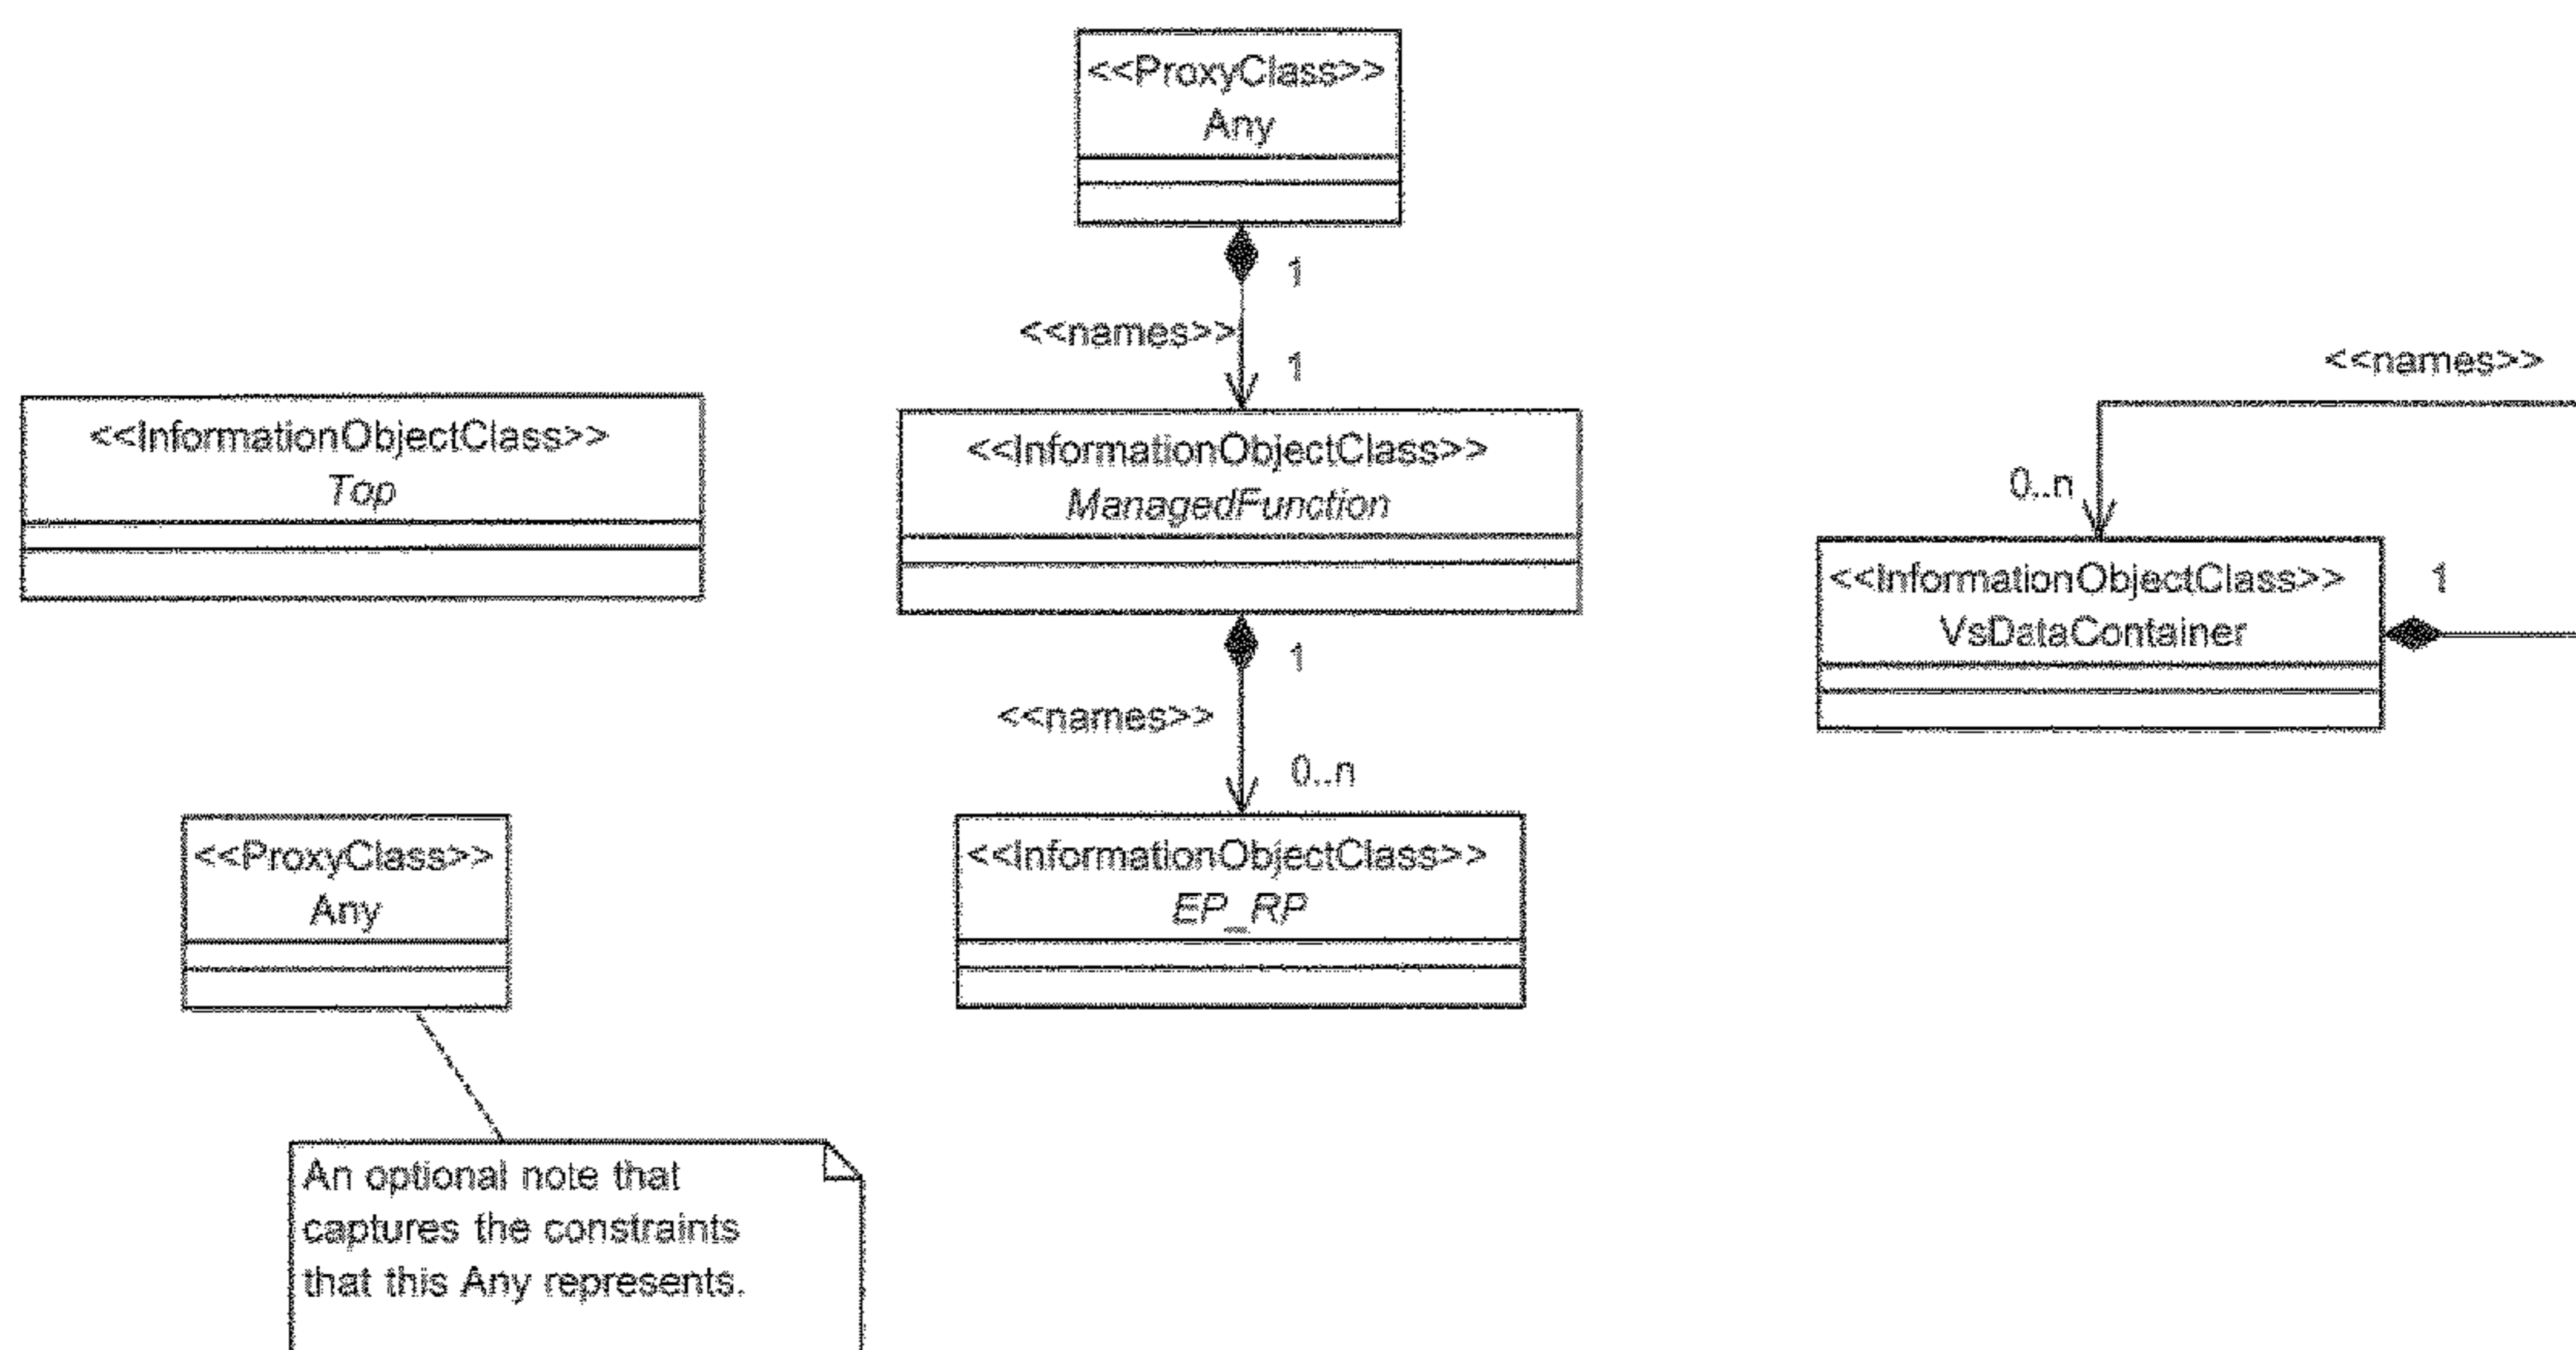 <<ProxyClass>>
Any
1
<<names>>
1
<<names>>
<<InformationObjectClass>>
Top
<<InformationObjectClass>>
ManagedFunction
0..n
<<InformationObjectClass>>
VsDataContainer
1
1
<<names>>
0..n
<<ProxyClass>>
Any
<<InformationObjectClass>>
EP_RP
An optional note that
captures the constraints
that this Any represents.